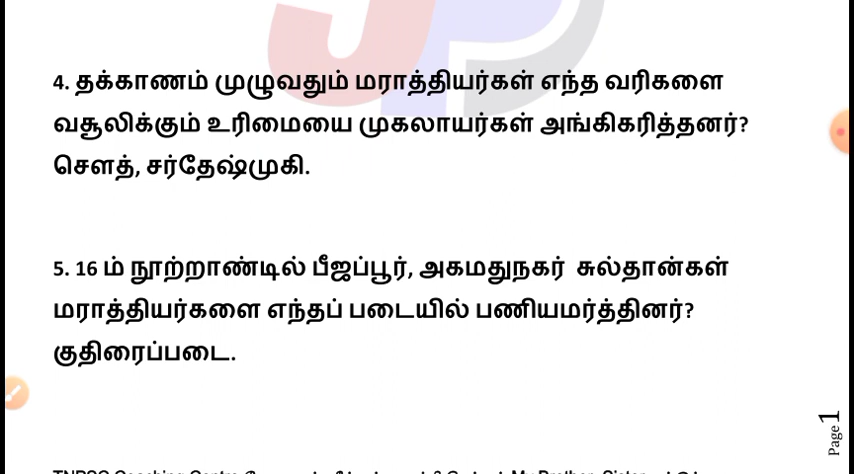 4. தக்காணம் முழுவதும் மராத்தியர்கள் எந்த வரிகளை
வசூலிக்கும் உரிமையை முகலாயர்கள் அங்கிகரித்தனர்?
சௌத், சர்தேஷ்முகி.
5. 16 ம் நூற்றாண்டில் பீஜப்பூர், அகமதுநகர் சுல்தான்கள்
மராத்தியர்களை எந்தப் படையில் பணியமர்த்தினர்?
குதிரைப்படை.
Page 1